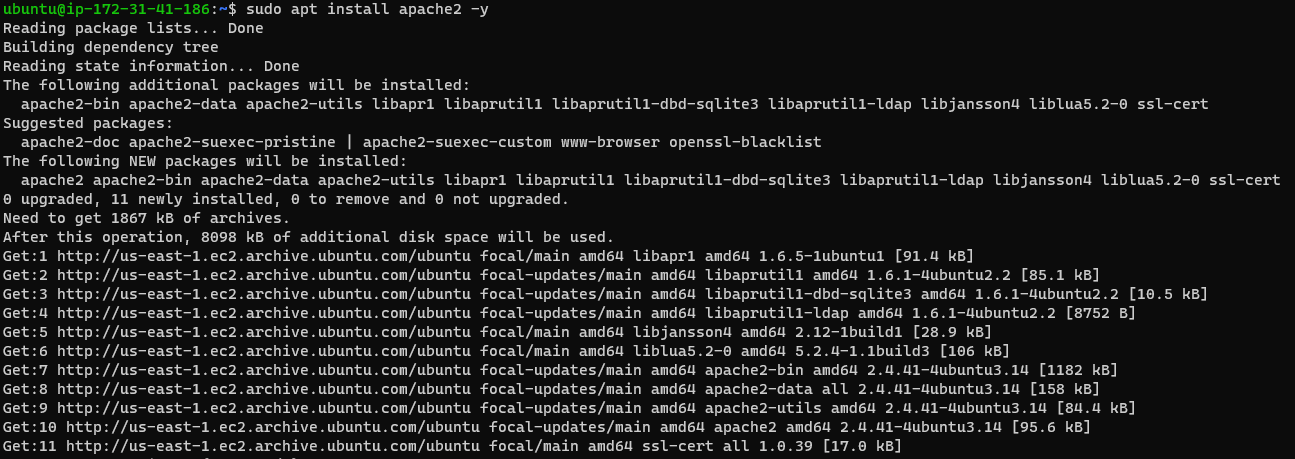 ubuntu@ip-172-31-41-186:~$ sudo apt install apache2 -y
Reading package lists... Done
Building dependency tree
Reading state information... Done
The following additional packages will be installed:
  apache2-bin apache2-data apache2-utils libapr1 libaprutil1 libaprutil1-dbd-sqlite3 libaprutil1-ldap libjansson4 liblua5.2-0 ssl-cert
Suggested packages:
  apache2-doc apache2-suexec-pristine | apache2-suexec-custom www-browser openssl-blacklist
The following NEW packages will be installed:
  apache2 apache2-bin apache2-data apache2-utils libapr1 libaprutil1 libaprutil1-dbd-sqlite3 libaprutil1-ldap libjansson4 liblua5.2-0 ssl-cert
0 upgraded, 11 newly installed, 0 to remove and 0 not upgraded.
Need to get 1867 kB of archives.
After this operation, 8098 kB of additional disk space will be used.
Get:1 http://us-east-1.ec2.archive.ubuntu.com/ubuntu focal/main amd64 libapr1 amd64 1.6.5-1ubuntu1 [91.4 kB]
Get:2 http://us-east-1.ec2.archive.ubuntu.com/ubuntu focal-updates/main amd64 libaprutil1 amd64 1.6.1-4ubuntu2.2 [85.1 kB]
Get:3 http://us-east-1.ec2.archive.ubuntu.com/ubuntu focal-updates/main amd64 libaprutil1-dbd-sqlite3 amd64 1.6.1-4ubuntu2.2 [10.5 kB]
Get:4 http://us-east-1.ec2.archive.ubuntu.com/ubuntu focal-updates/main amd64 libaprutil1-ldap amd64 1.6.1-4ubuntu2.2 [8752 B]
Get:5 http://us-east-1.ec2.archive.ubuntu.com/ubuntu focal/main amd64 libjansson4 amd64 2.12-1build1 [28.9 kB]
Get:6 http://us-east-1.ec2.archive.ubuntu.com/ubuntu focal/main amd64 liblua5.2-0 amd64 5.2.4-1.1build3 [106 kB]
Get:7 http://us-east-1.ec2.archive.ubuntu.com/ubuntu focal-updates/main amd64 apache2-bin amd64 2.4.41-4ubuntu3.14 [1182 kB]
Get:8 http://us-east-1.ec2.archive.ubuntu.com/ubuntu focal-updates/main amd64 apache2-data all 2.4.41-4ubuntu3.14 [158 kB]
Get:9 http://us-east-1.ec2.archive.ubuntu.com/ubuntu focal-updates/main amd64 apache2-utils amd64 2.4.41-4ubuntu3.14 [84.4 kB]
Get:10 http://us-east-1.ec2.archive.ubuntu.com/ubuntu focal-updates/main amd64 apache2 amd64 2.4.41-4ubuntu3.14 [95.6 kB]
Get:11 http://us-east-1.ec2.archive.ubuntu.com/ubuntu focal/main amd64 ssl-cert all 1.0.39 [17.0 kB]